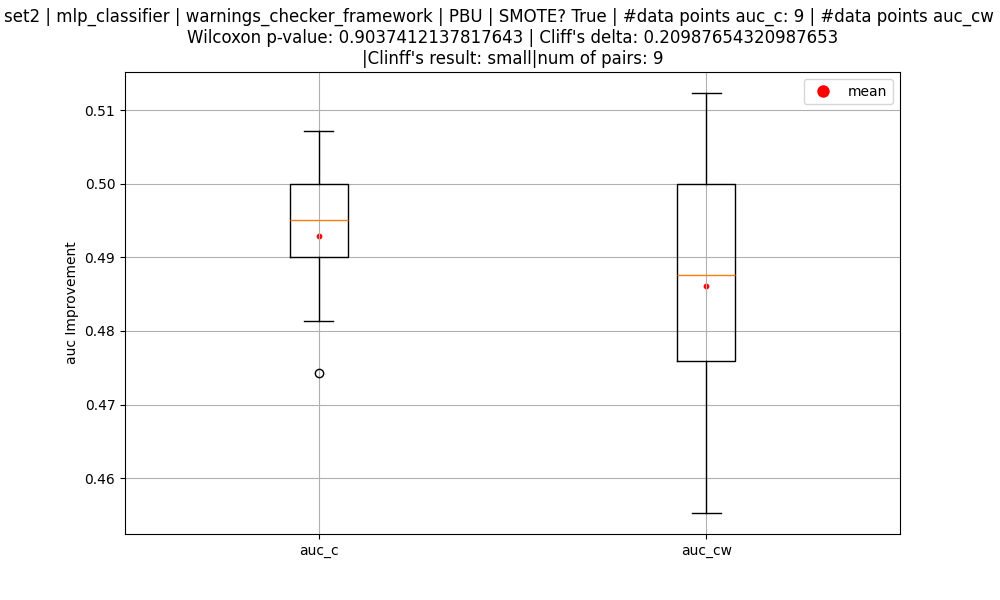 set2 | mlp_classifier | warnings_checker_framework | PBU | SMOTE? True | #data points auc_c: 9 | #data points auc_cw
Wilcoxon p-value: 0.9037412137817643 | Cliff's delta: 0.20987654320987653
|Clinff's result: small|num of pairs: 9
mean
0.51
0.50
0.49
0.48
0.47
0.46
auc Improvement
auc_c
auc_cw